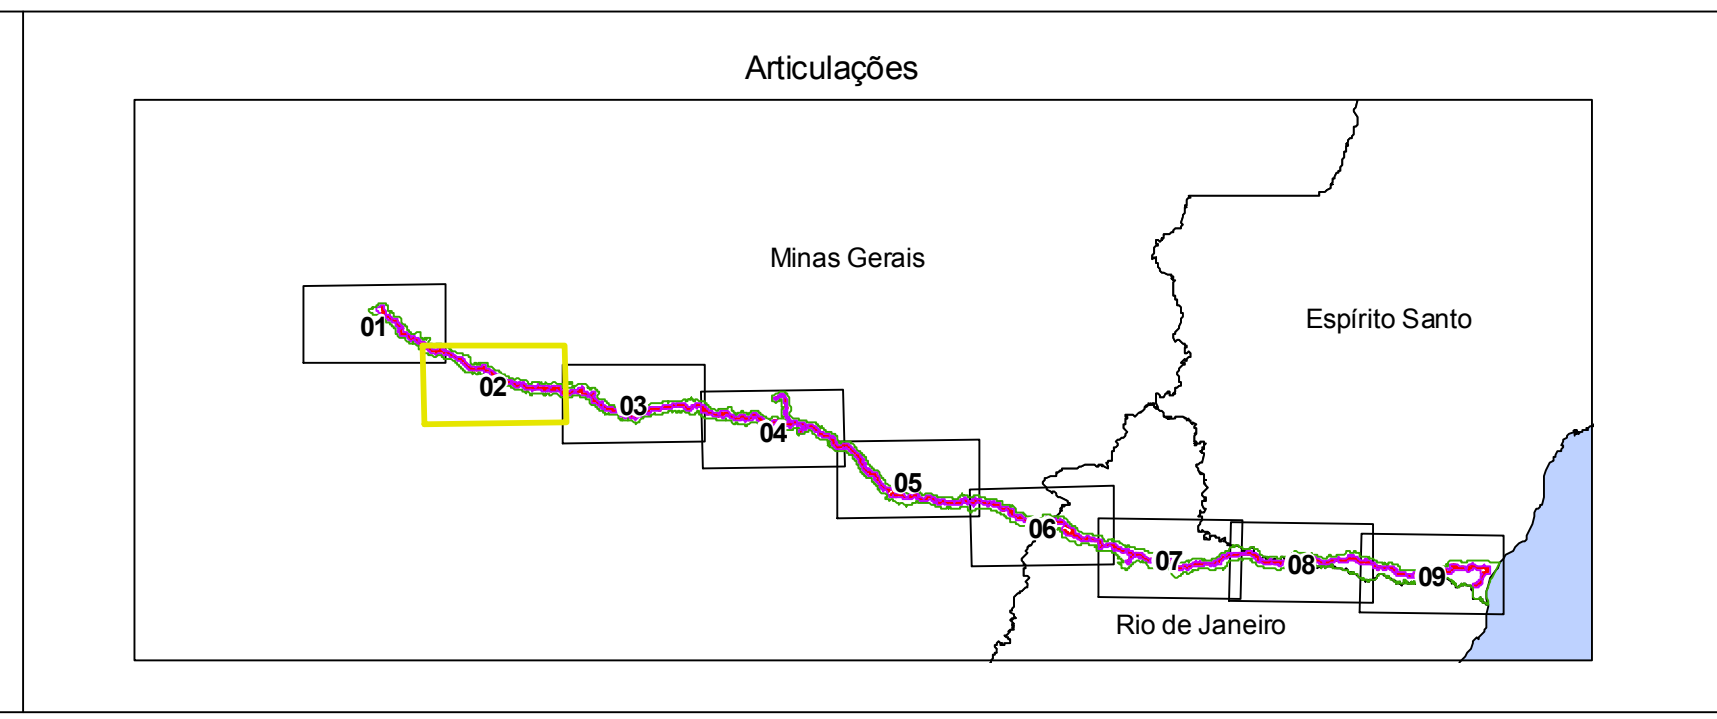 Articulações
Minas Gerais
Espírito Santo
01
02
03
04
05
06
07
08
09
Rio de Janeiro